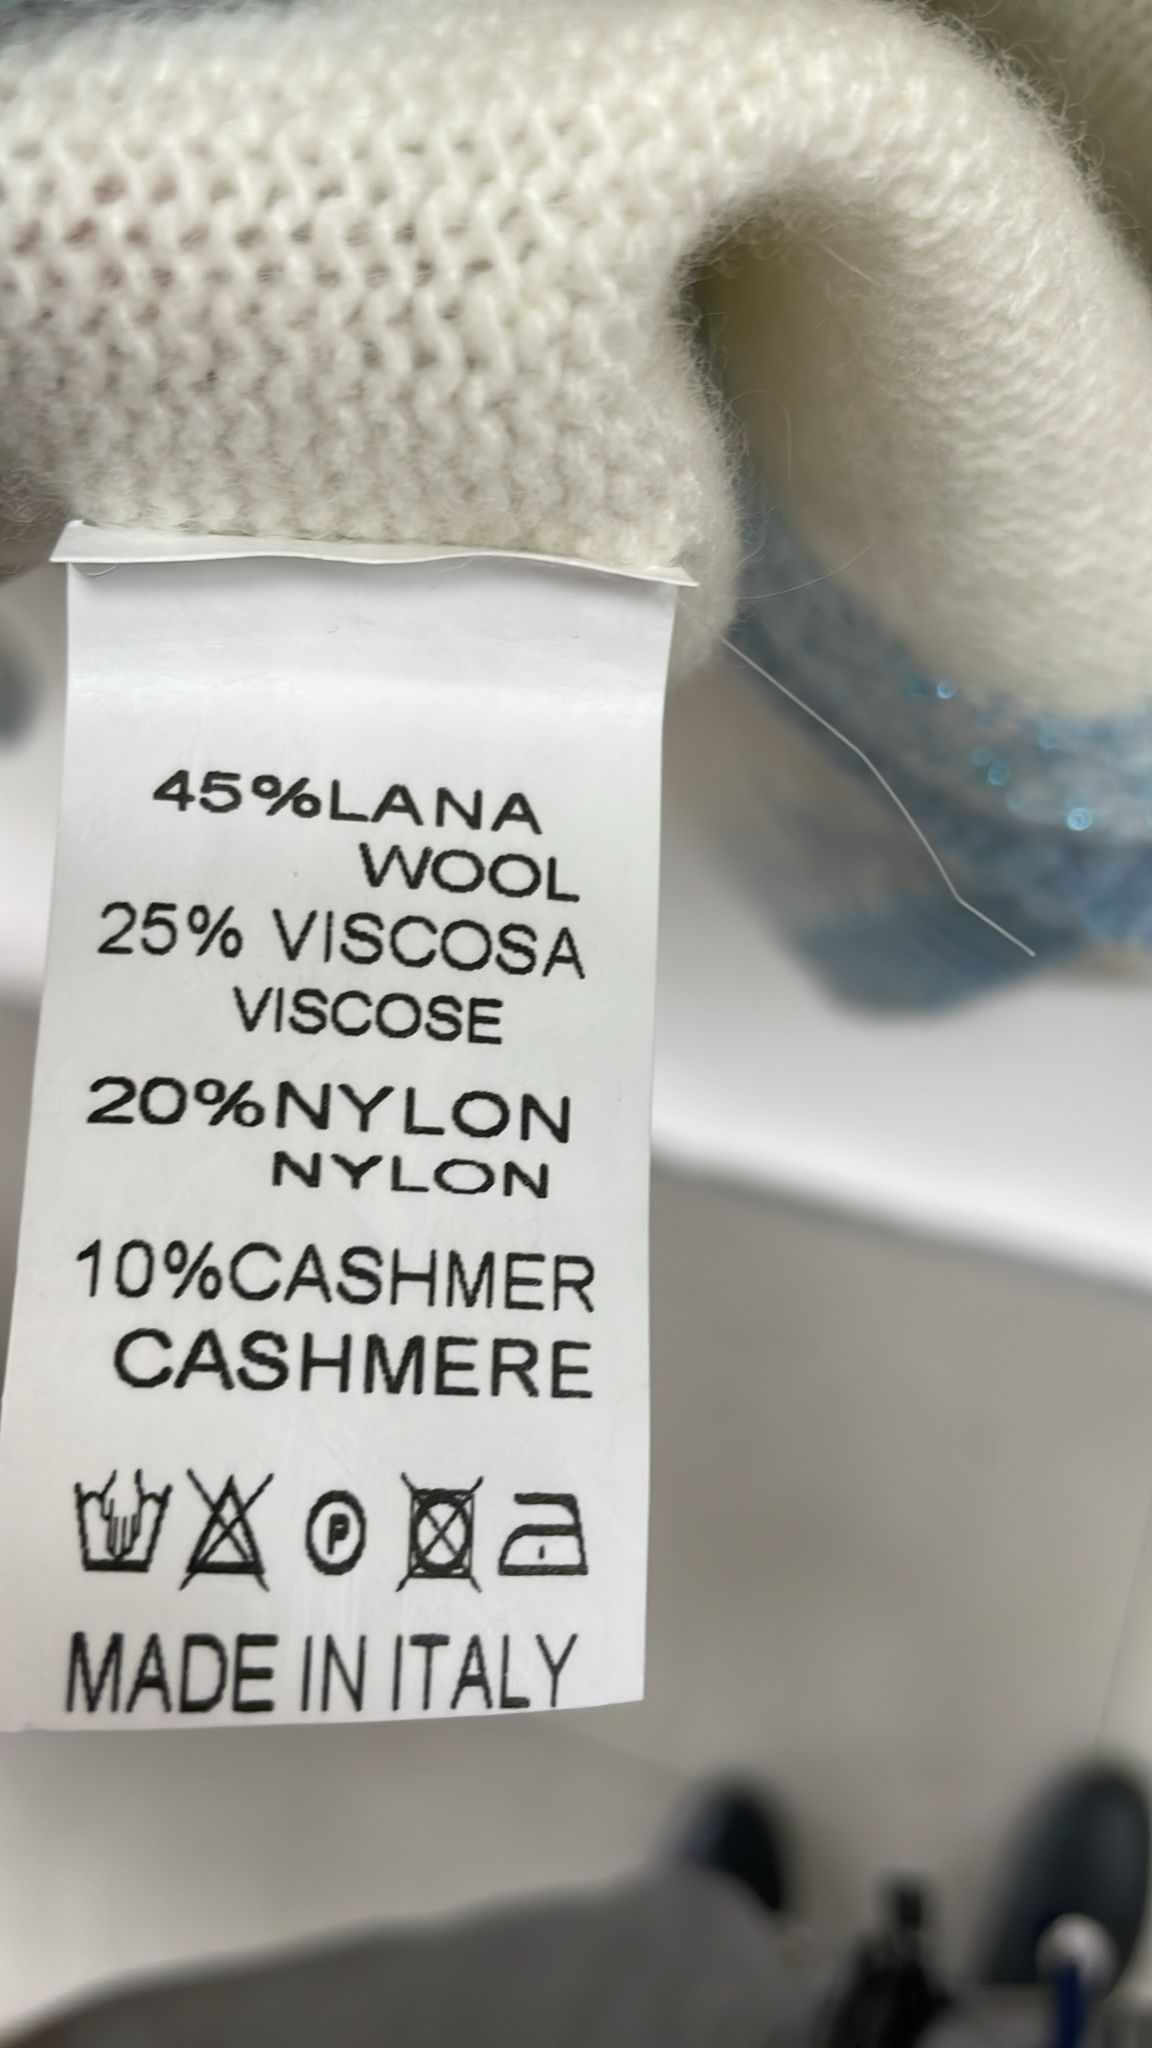 45%LANA
WOOL
25% VISCOSA
VISCOSE
20%NYLON
NYLON
10%CASHMER
CASHMERE
P
MADE IN ITALY